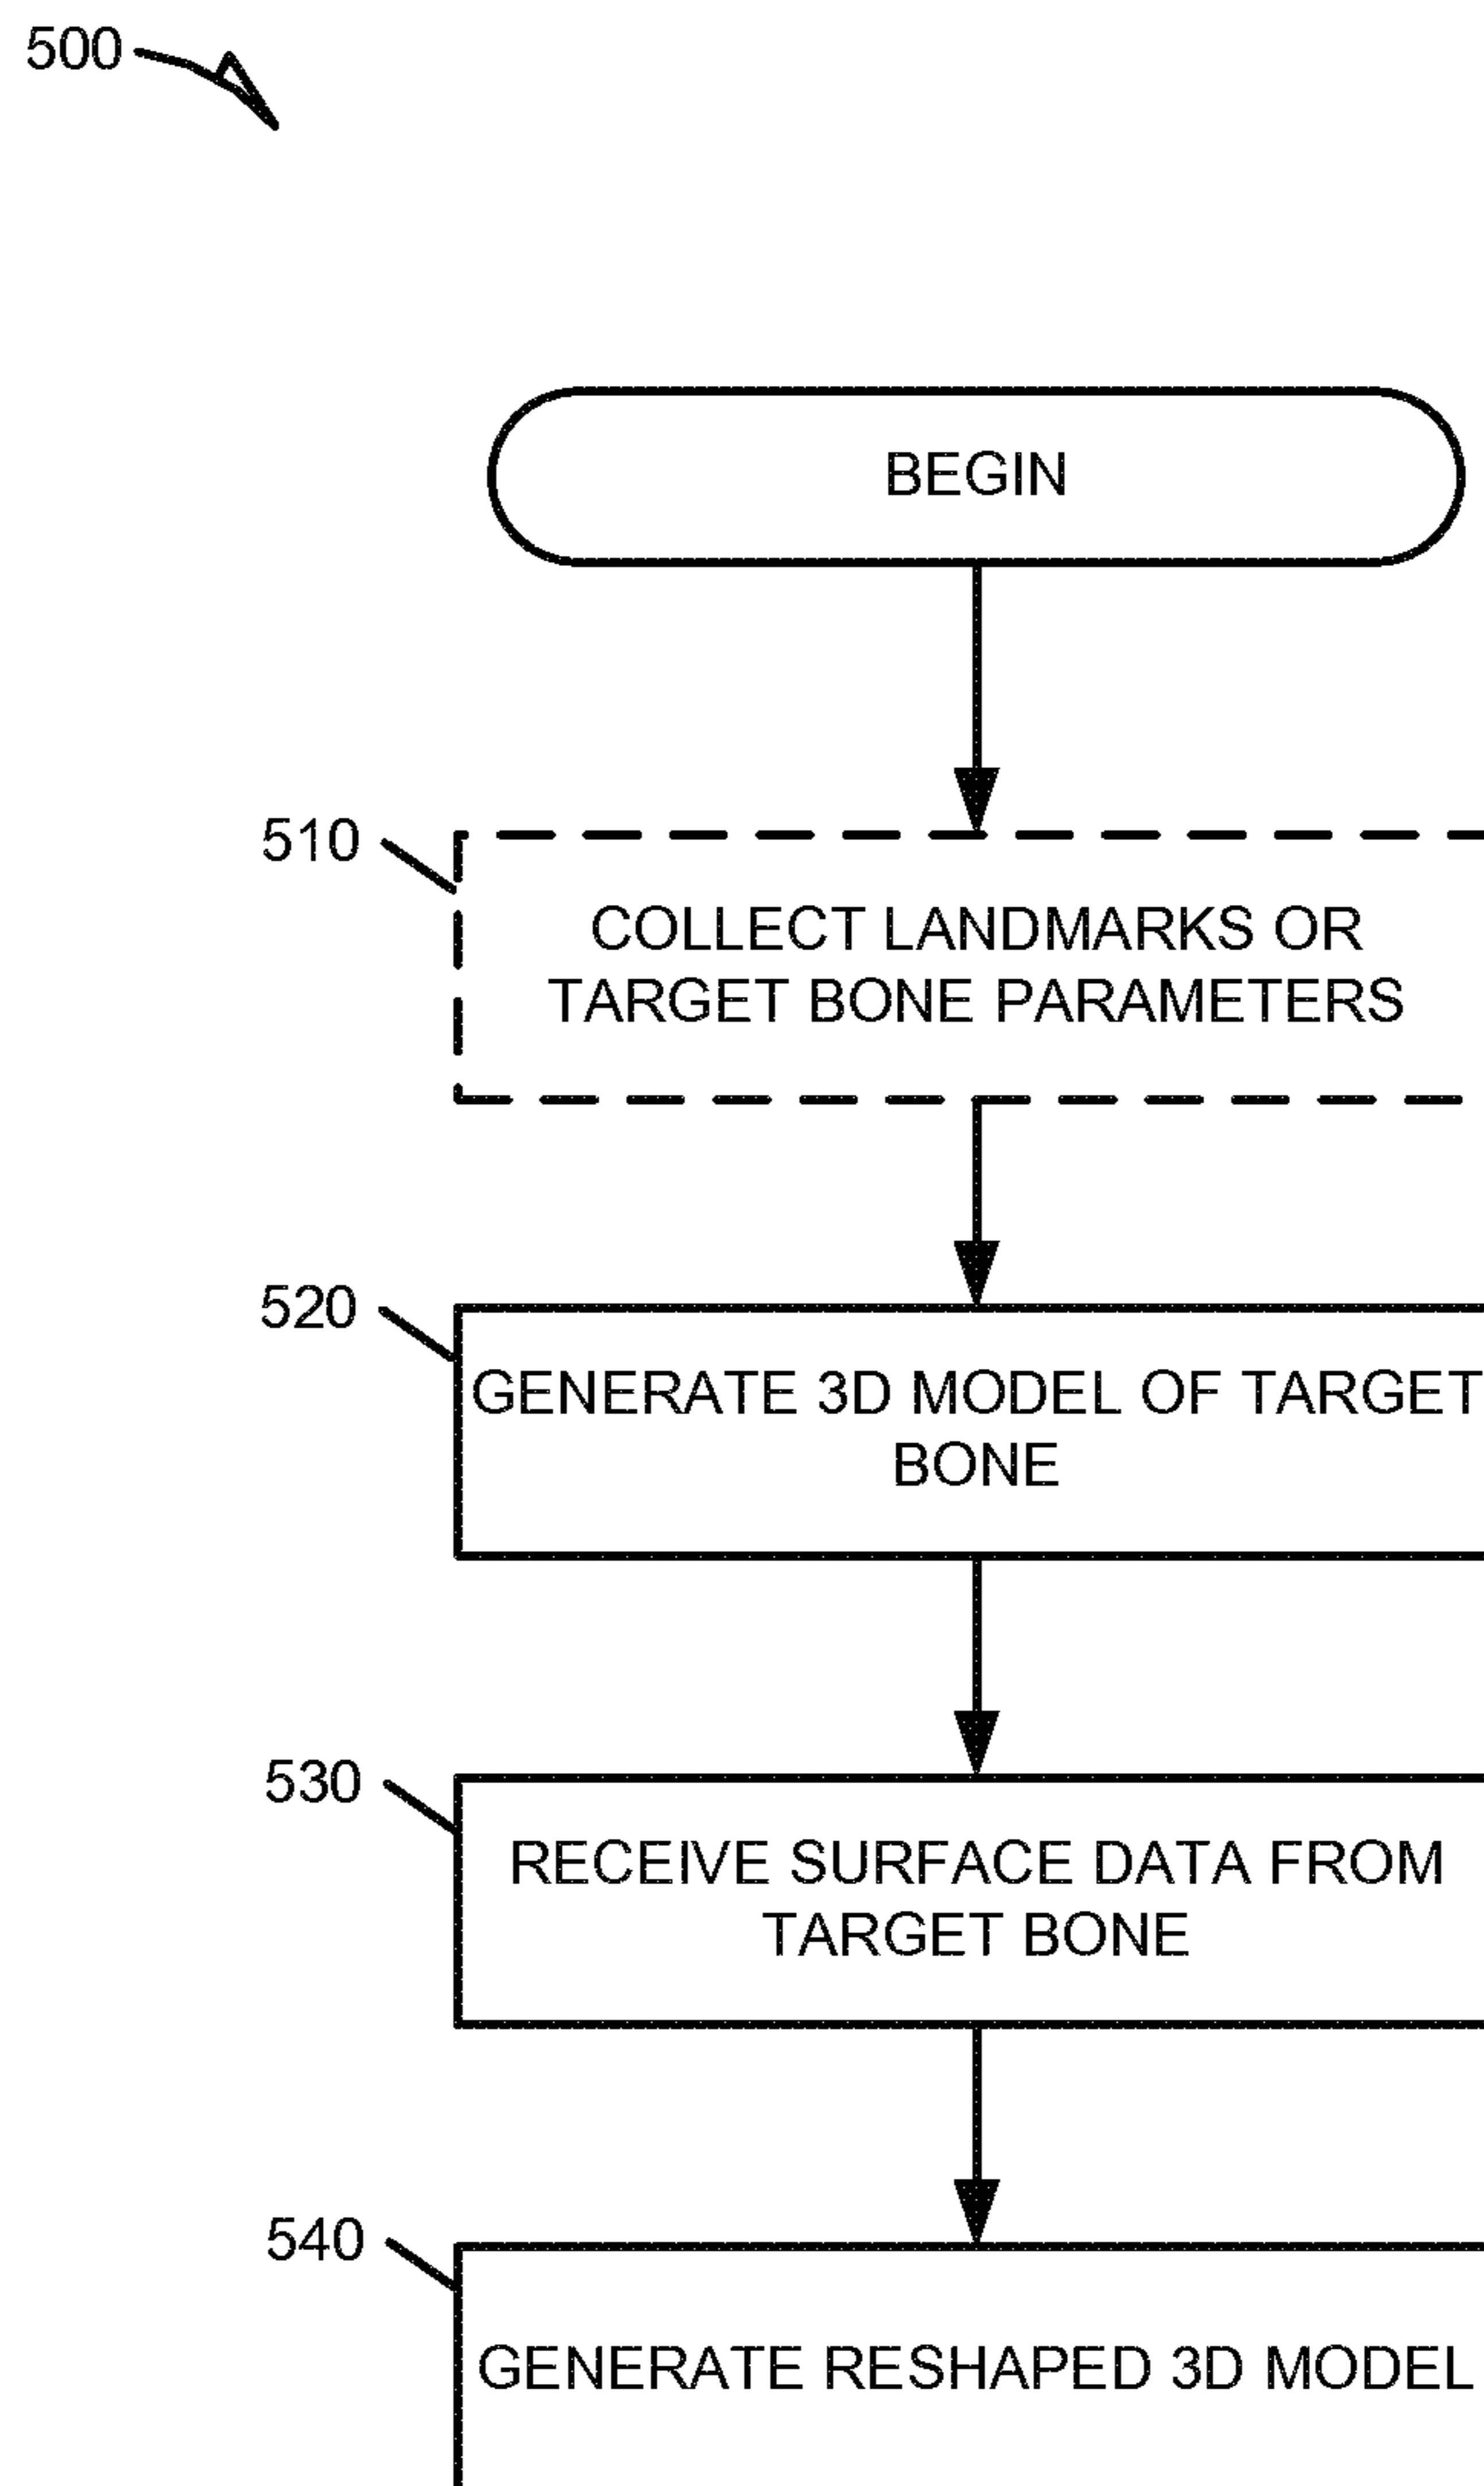 500
BEGIN
510
COLLECT LANDMARKS OR
TARGET BONE PARAMETERS
520
GENERATE 3D MODEL OF TARGET
BONE
530
RECEIVE SURFACE DATA FROM
TARGET BONE
540
GENERATE RESHAPED 3D MODEL